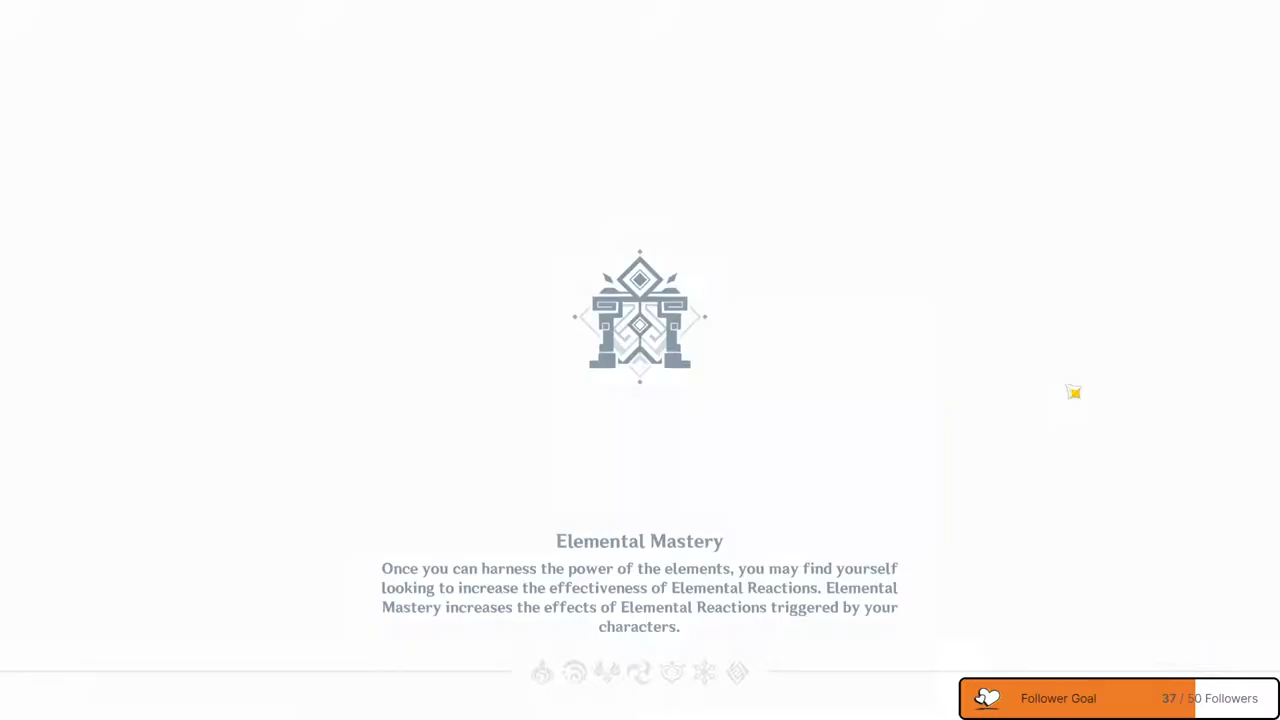 Elemental Mastery
Once you can harness the power of the elements, you may find yourself
looking to increase the effectiveness of Elemental Reactions. Elemental
Mastery increases the effects of Elemental Reactions triggered by your
characters.
Follower Goal 37 / 50 Followers